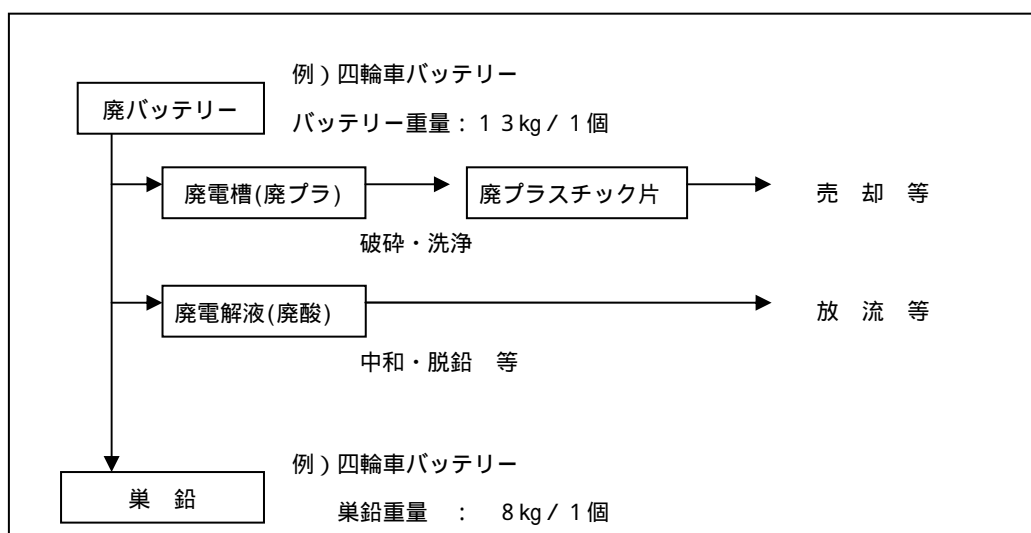 例）四輪車バッテリー
廃バッテリー
バッテリー重量：１３㎏／１個
廃電槽(廃プラ)
廃プラスチック片
売　却　等
破砕・洗浄
廃電解液(廃酸)
放　流　等
中和・脱鉛　等
例）四輪車バッテリー
巣　鉛
巣鉛重量　：　８㎏／１個